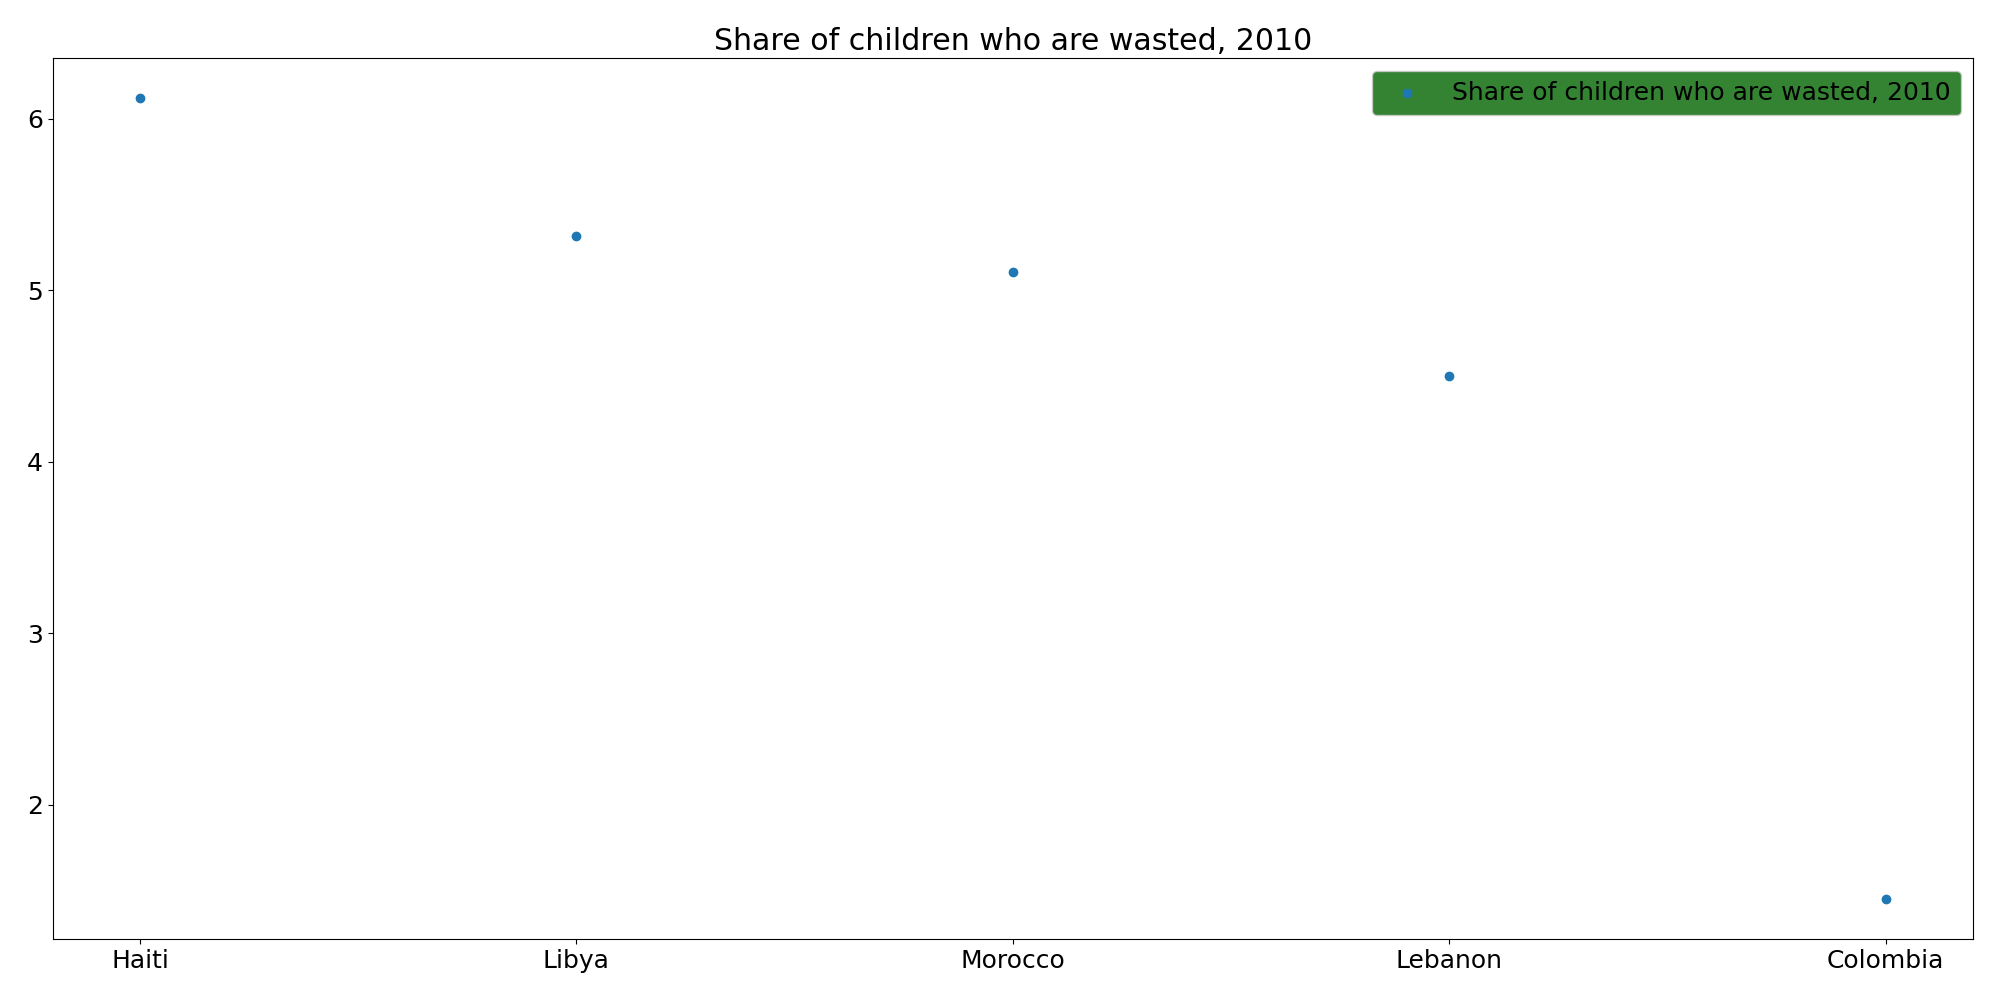 Share of children who are wasted, 2010
Share of children who are wasted, 2010
6
5
4
3
2
Haiti Libya Morocco Lebanon Colombia